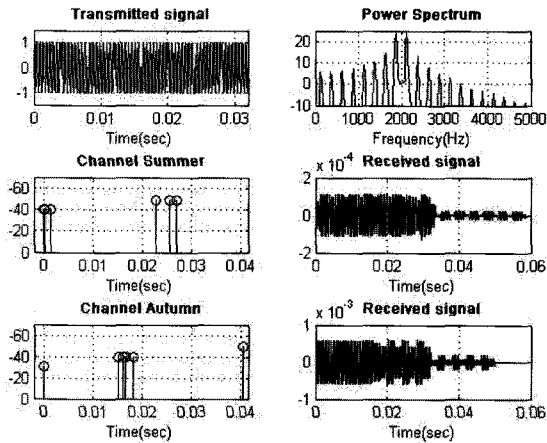 Transmitted signal
1
0
-1
0 0.01 0.02 0.03
Time(sec)
Power Spectrum
20
10
0
-10
0 1000 2000 3000 4000 5000
Frequency(Hz)
Channel Summer
-60
-40
-20
0
0 0.01 0.02 0.03 0.04
Time(sec)
Received signal
x 10-4
2
0
-2
0 0.02 0.04 0.06
Time(sec)
Channel Autumn
-60
-40
-20
0
0 0.01 0.02 0.03 0.04
Time(sec)
Received signal
x 10-3
1
0
-1
0 0.02 0.04 0.06
Time(sec)